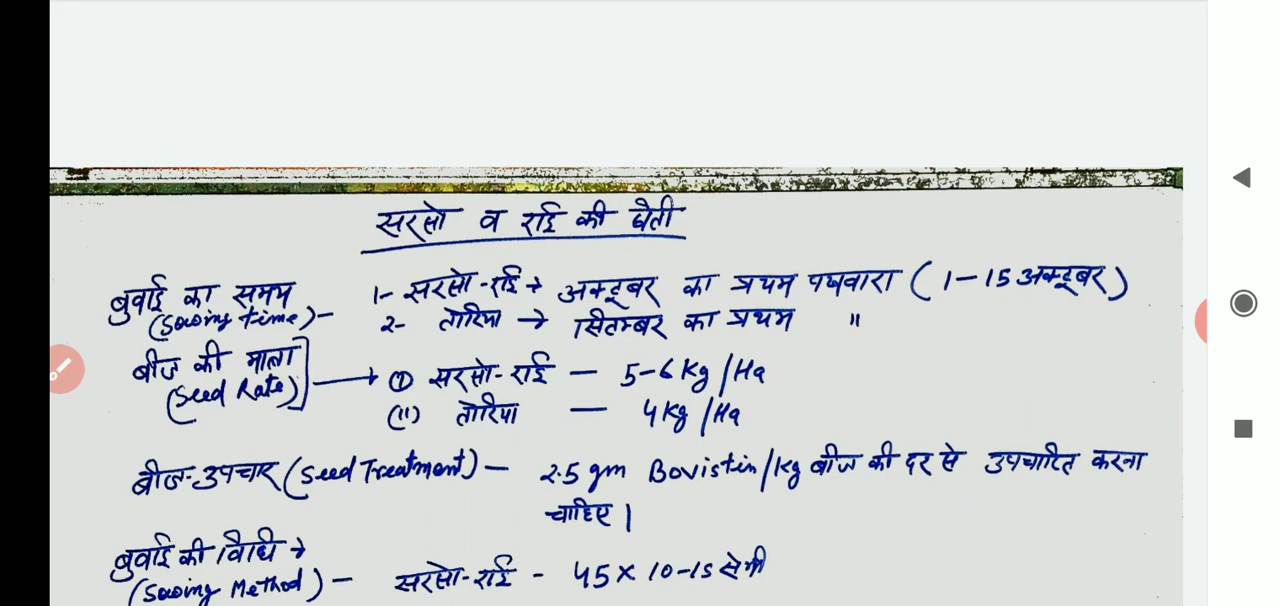 सरसो व राई की खेती
बुवाई का समय 1- सरसो-राई → अक्टूबर का प्रथम पखवारा (1-15 अक्टूबर)
(Sowing time) - 2- तोरिया → सितम्बर का प्रथम "
बीज की मात्रा
(Seed Rate) → (i) सरसो-राई - 5-6 Kg/Ha
(ii) तोरिया - 4 Kg/Ha
बीज-उपचार (Seed Treatment) - 2.5 gm Bovistin/kg बीज की दर से उपचारित करना
चाहिए।
बुवाई की विधि →
(Sowing Method) - सरसो-राई - 45 x 10-15 सेमी